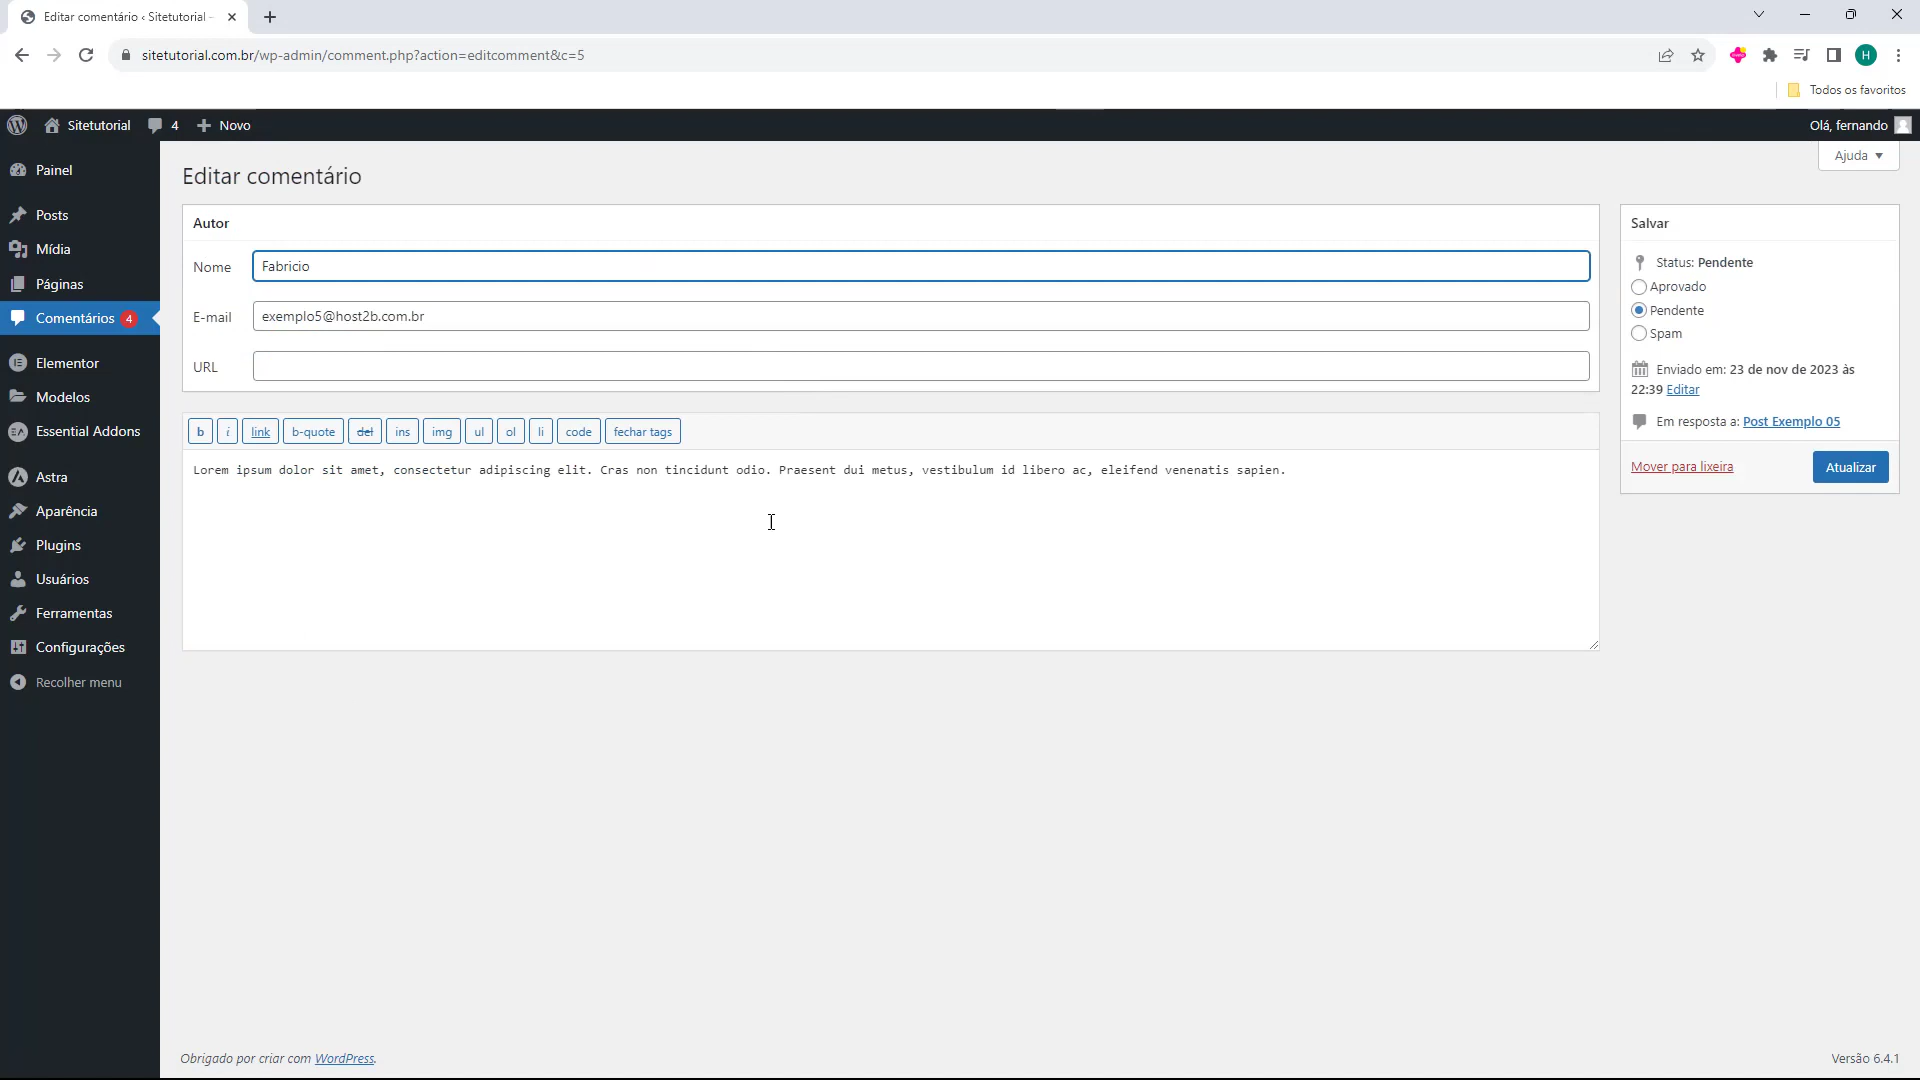 Editar comentário ‹ Sitetutorial –
sitetutorial.com.br/wp-admin/comment.php?action=editcomment&c=5
H
Todos os favoritos
Sitetutorial 4 Novo
Olá, fernando
Ajuda
Painel
Posts
Mídia
Páginas
Comentários 4
Elementor
Modelos
Essential Addons
Astra
Aparência
Plugins
Usuários
Ferramentas
Configurações
Recolher menu
Editar comentário
Autor
Nome Fabricio
E-mail exemplo5@host2b.com.br
URL
b i link b-quote del ins img ul ol li code fechar tags
Lorem ipsum dolor sit amet, consectetur adipiscing elit. Cras non tincidunt odio. Praesent dui metus, vestibulum id libero ac, eleifend venenatis sapien.
Salvar
Status: Pendente
Aprovado
Pendente
Spam
Enviado em: 23 de nov de 2023 às
22:39 Editar
Em resposta a: Post Exemplo 05
Mover para lixeira Atualizar
Obrigado por criar com WordPress.
Versão 6.4.1